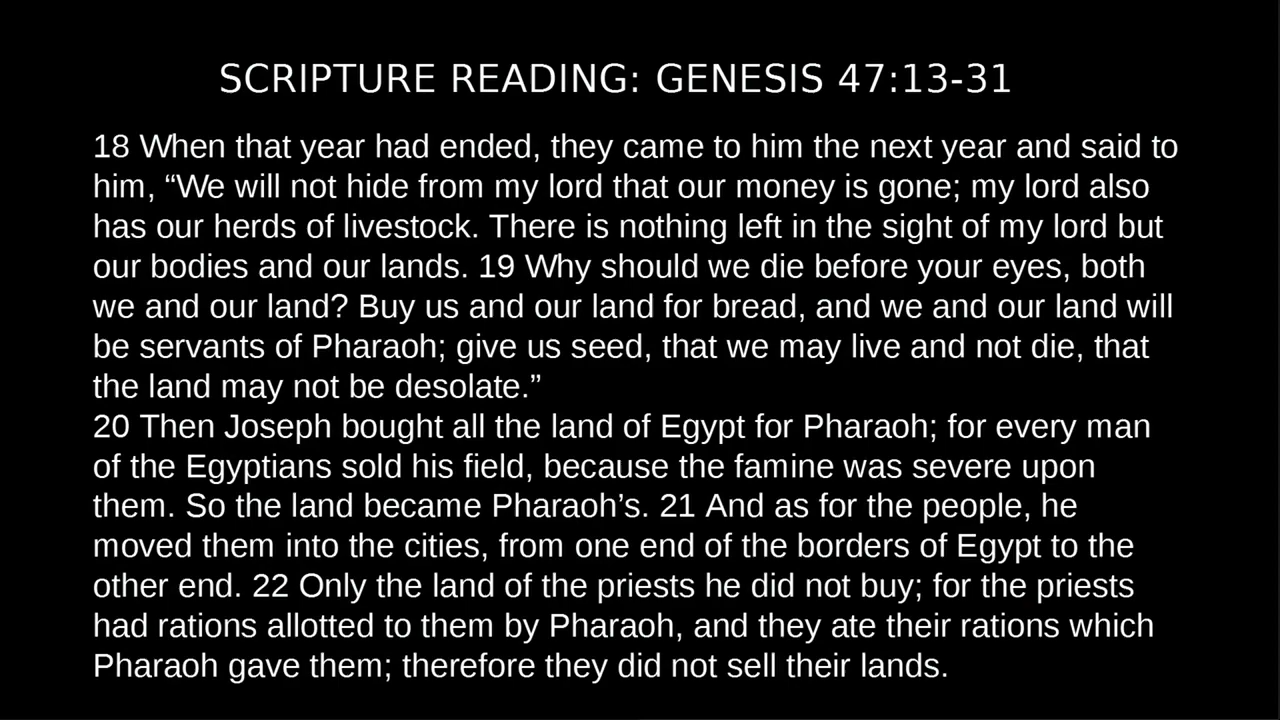 SCRIPTURE READING: GENESIS 47:13-31
18 When that year had ended, they came to him the next year and said to
him, “We will not hide from my lord that our money is gone; my lord also
has our herds of livestock. There is nothing left in the sight of my lord but
our bodies and our lands. 19 Why should we die before your eyes, both
we and our land? Buy us and our land for bread, and we and our land will
be servants of Pharaoh; give us seed, that we may live and not die, that
the land may not be desolate.”
20 Then Joseph bought all the land of Egypt for Pharaoh; for every man
of the Egyptians sold his field, because the famine was severe upon
them. So the land became Pharaoh’s. 21 And as for the people, he
moved them into the cities, from one end of the borders of Egypt to the
other end. 22 Only the land of the priests he did not buy; for the priests
had rations allotted to them by Pharaoh, and they ate their rations which
Pharaoh gave them; therefore they did not sell their lands.